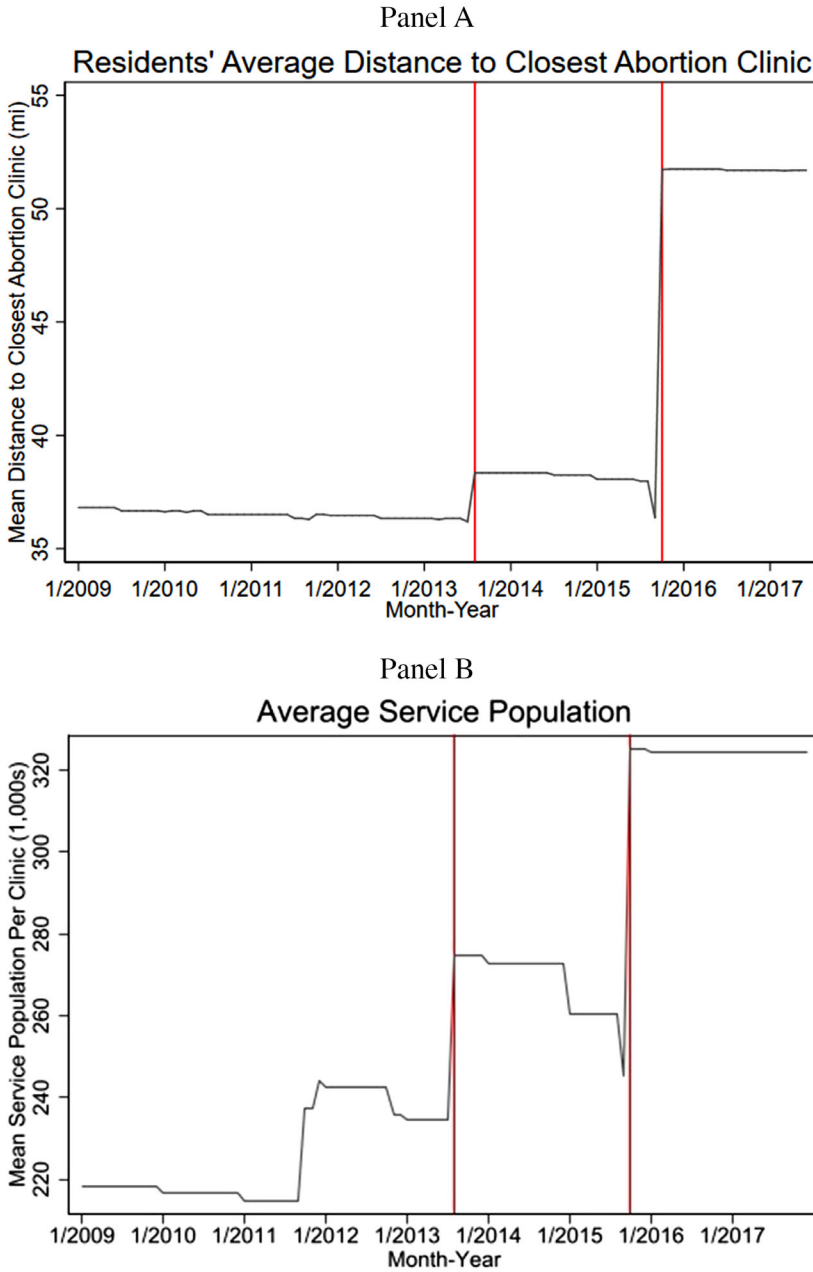 Panel A
Residents' Average Distance to Closest Abortion Clinic
Mean Distance to Closest Abortion Clinic (mi)
55
50
45
40
35
1/2009 1/2010 1/2011 1/2012 1/2013 1/2014 1/2015 1/2016 1/2017
Month-Year
Panel B
Average Service Population
Mean Service Population Per Clinic (1,000s)
320
300
280
260
240
220
1/2009 1/2010 1/2011 1/2012 1/2013 1/2014 1/2015 1/2016 1/2017
Month-Year